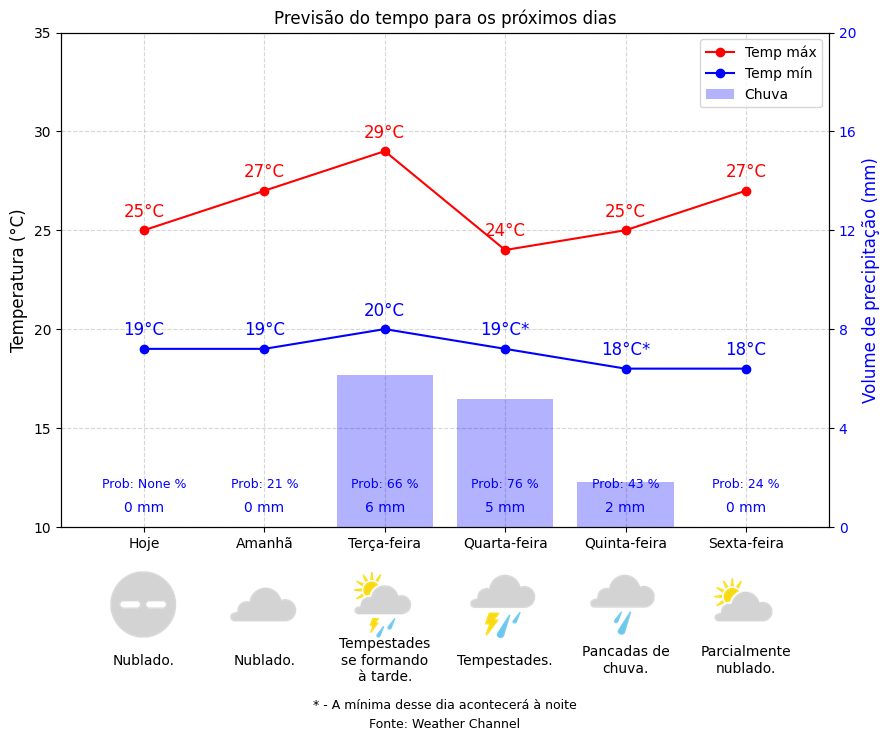 Previsão do tempo para os próximos dias
35
30
25
20
15
10
Temperatura (°C)
20
16
12
8
4
0
Volume de precipitação (mm)
Temp máx
Temp mín
Chuva
25°C
27°C
29°C
24°C
25°C
27°C
19°C
19°C
20°C
19°C*
18°C*
18°C
Prob: None %
Prob: 21 %
Prob: 66 %
Prob: 76 %
Prob: 43 %
Prob: 24 %
0 mm
0 mm
6 mm
5 mm
2 mm
0 mm
Hoje
Amanhã
Terça-feira
Quarta-feira
Quinta-feira
Sexta-feira
Nublado.
Nublado.
Tempestades
se formando
à tarde.
Tempestades.
Pancadas de
chuva.
Parcialmente
nublado.
* - A mínima desse dia acontecerá à noite
Fonte: Weather Channel